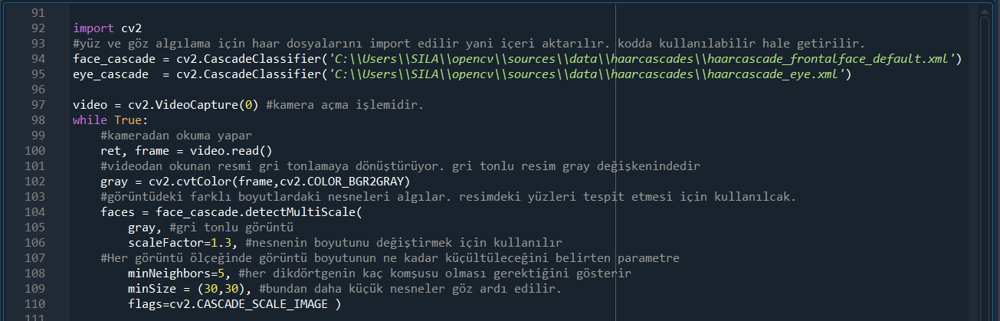 91
92 import cv2
93 #yüz ve göz algılama için haar dosyalarını import edilir yani içeri aktarılır. kodda kullanılabilir hale getirilir.
94 face_cascade = cv2.CascadeClassifier('C:\\Users\\SILA\\opencv\\sources\\data\\haarcascades\\haarcascade_frontalface_default.xml')
95 eye_cascade  = cv2.CascadeClassifier('C:\\Users\\SILA\\opencv\\sources\\data\\haarcascades\\haarcascade_eye.xml')
96
97 video = cv2.VideoCapture(0) #kamera açma işlemidir.
98 while True:
99     #kameradan okuma yapar
100     ret, frame = video.read()
101     #videodan okunan resmi gri tonlamaya dönüştürüyor. gri tonlu resim gray değişkenindedir
102     gray = cv2.cvtColor(frame,cv2.COLOR_BGR2GRAY)
103     #görüntüdeki farklı boyutlardaki nesneleri algılar. resimdeki yüzleri tespit etmesi için kullanılcak.
104     faces = face_cascade.detectMultiScale(
105         gray, #gri tonlu görüntü
106         scaleFactor=1.3, #nesnenin boyutunu değiştirmek için kullanılır
107     #Her görüntü ölçeğinde görüntü boyutunun ne kadar küçültüleceğini belirten parametre
108         minNeighbors=5, #her dikdörtgenin kaç komşusu olması gerektiğini gösterir
109         minSize = (30,30), #bundan daha küçük nesneler göz ardı edilir.
110         flags=cv2.CASCADE_SCALE_IMAGE )
111